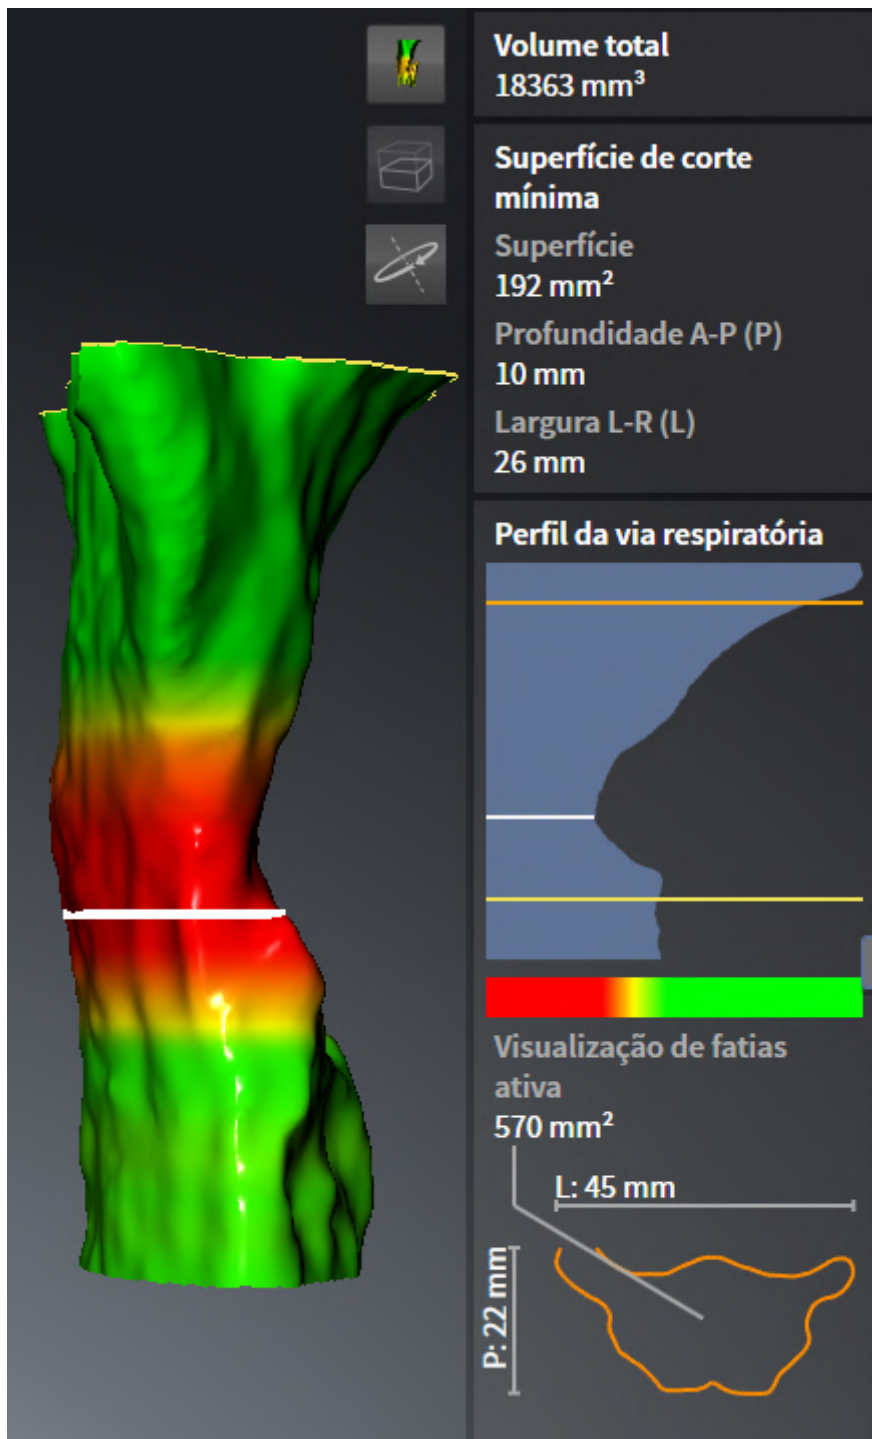 Volume total
18363 mm³
Superfície de corte
mínima
Superfície
192 mm²
Profundidade A-P (P)
10 mm
Largura L-R (L)
26 mm
Perfil da via respiratória
Visualização de fatias
ativa
570 mm²
L: 45 mm
P: 22 mm